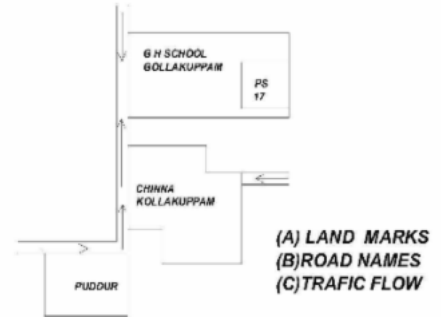 G H SCHOOL
GOLLAKUPPAM
PS
17
CHINNA
KOLLAKUPPAM
PUDDUR
(A) LAND MARKS
(B)ROAD NAMES
(C)TRAFIC FLOW